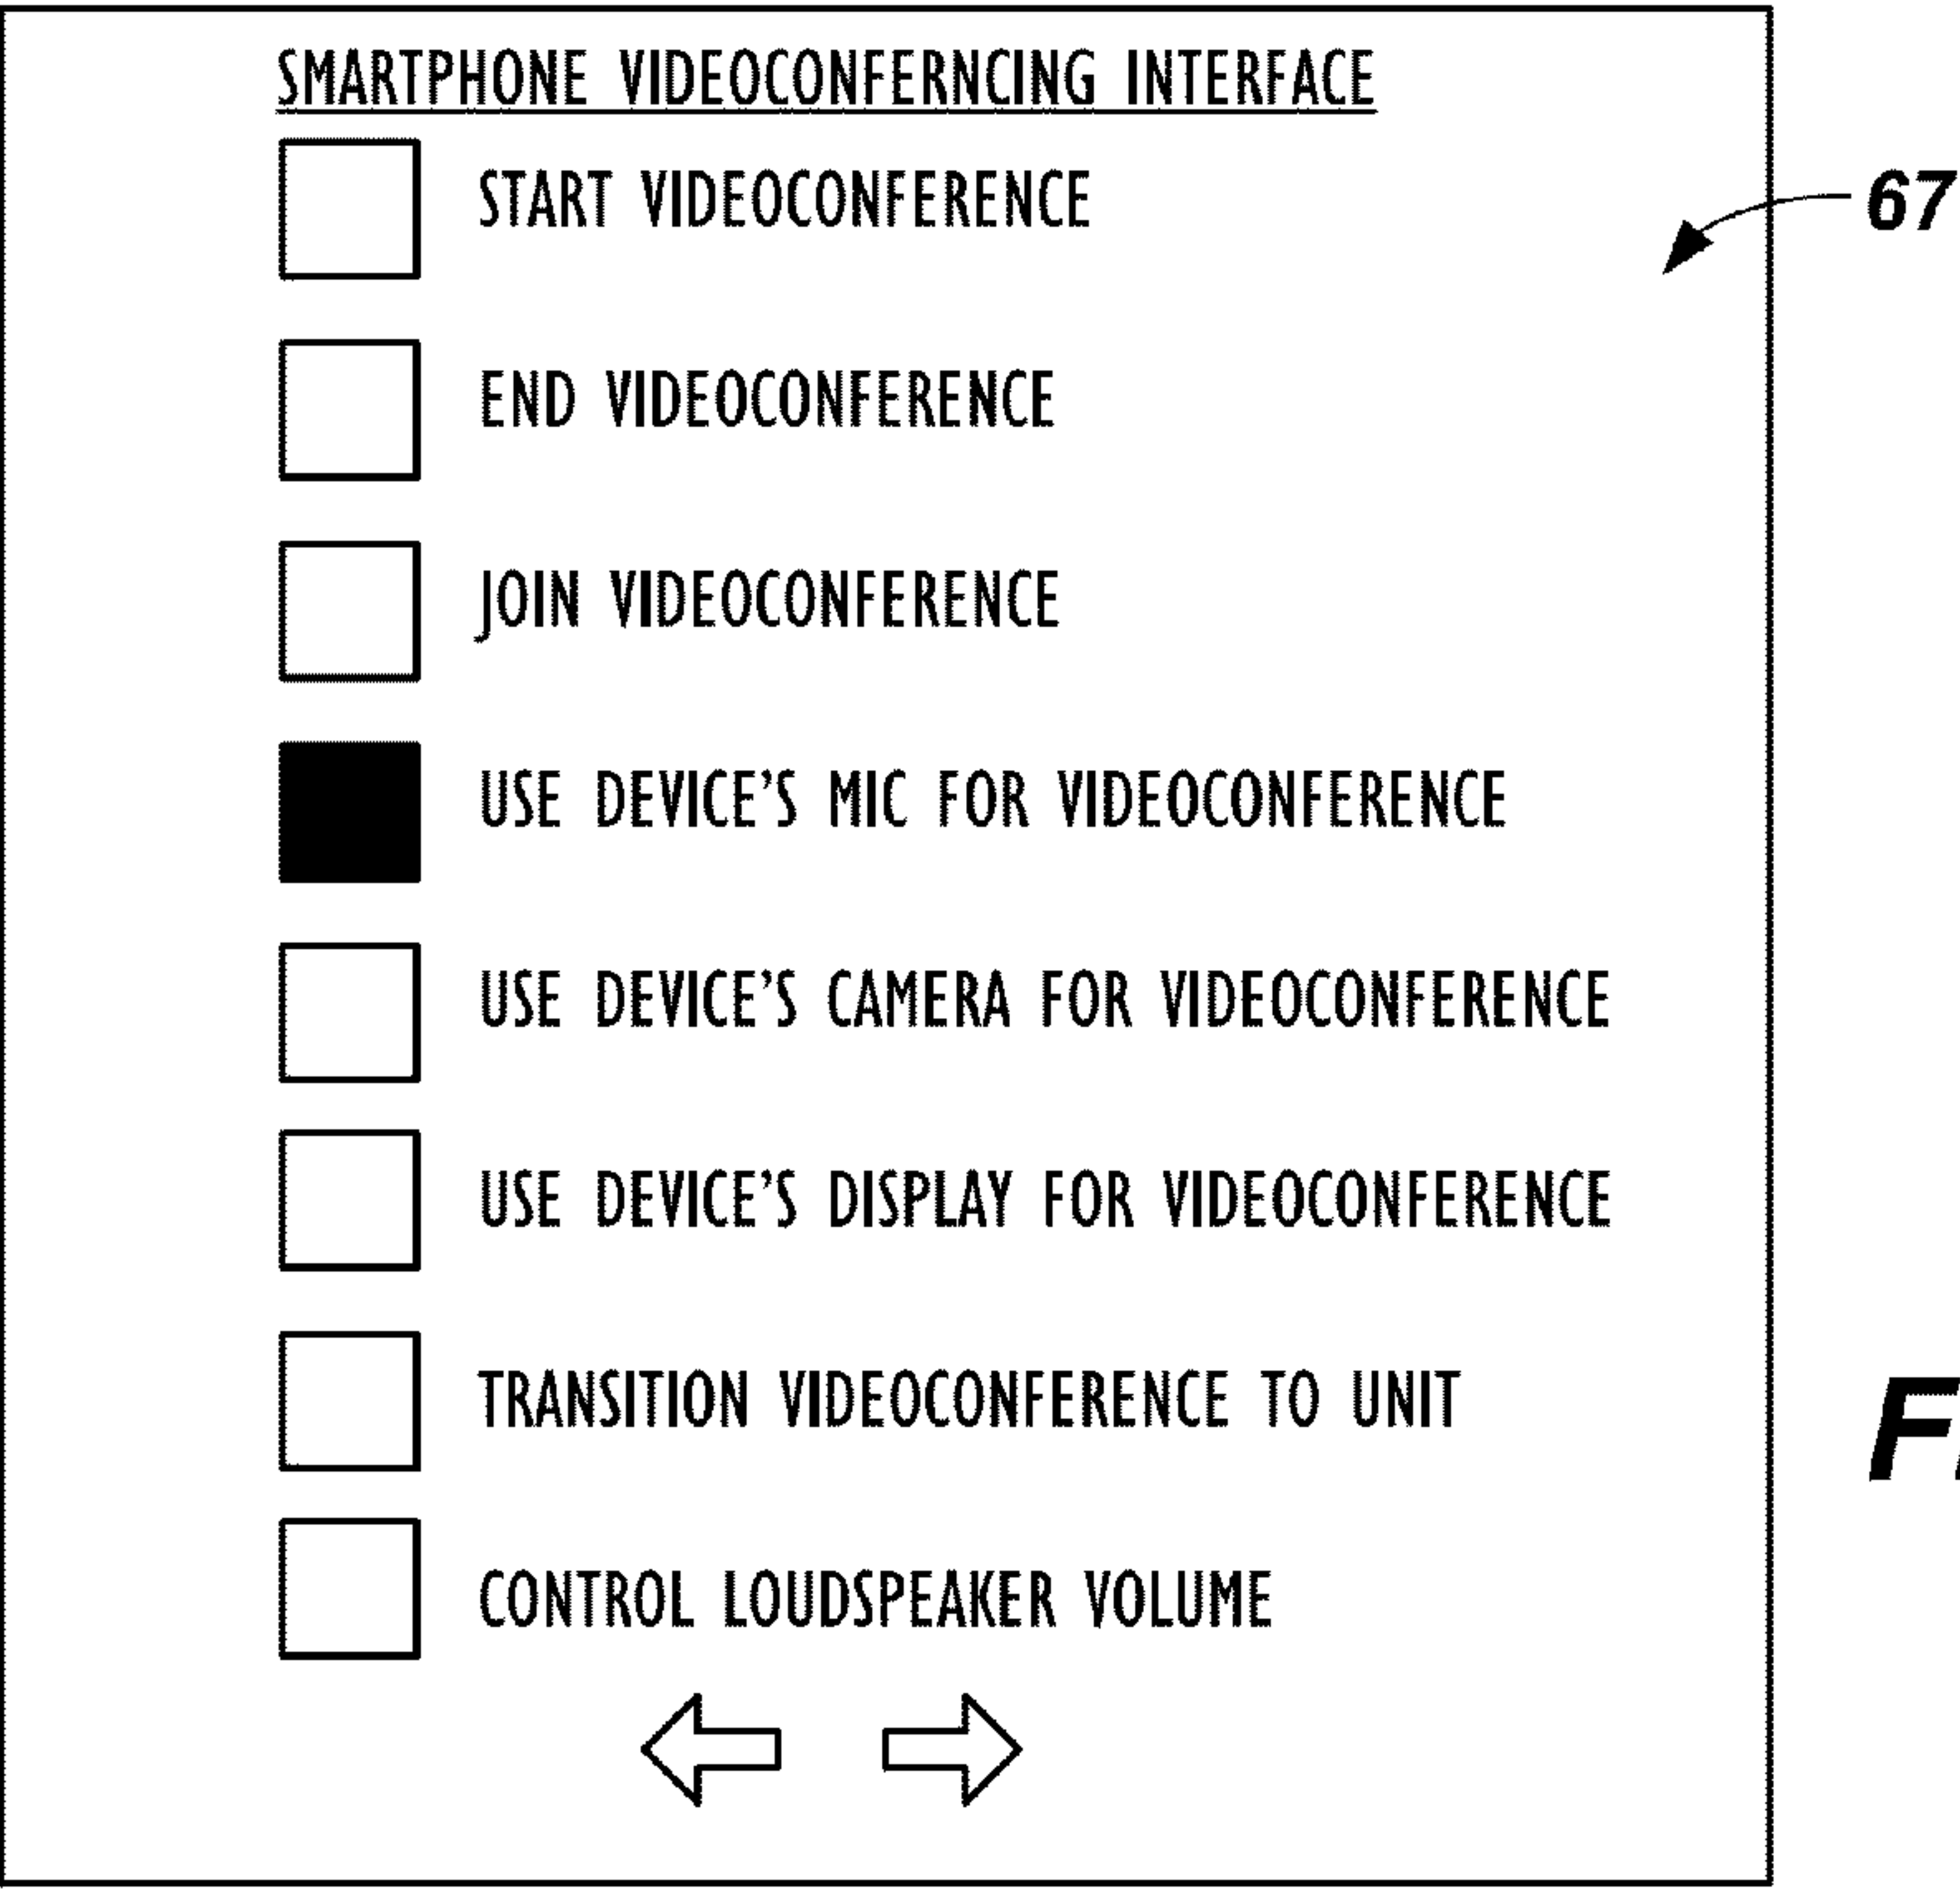 SMARTPHONE VIDEOCONFERNCING INTERFACE
START VIDEOCONFERENCE
67
END VIDEOCONFERENCE
JOIN VIDEOCONFERENCE
USE DEVICE'S MIC FOR VIDEOCONFERENCE
USE DEVICE'S CAMERA FOR VIDEOCONFERENCE
USE DEVICE'S DISPLAY FOR VIDEOCONFERENCE
TRANSITION VIDEOCONFERENCE TO UNIT
CONTROL LOUDSPEAKER VOLUME